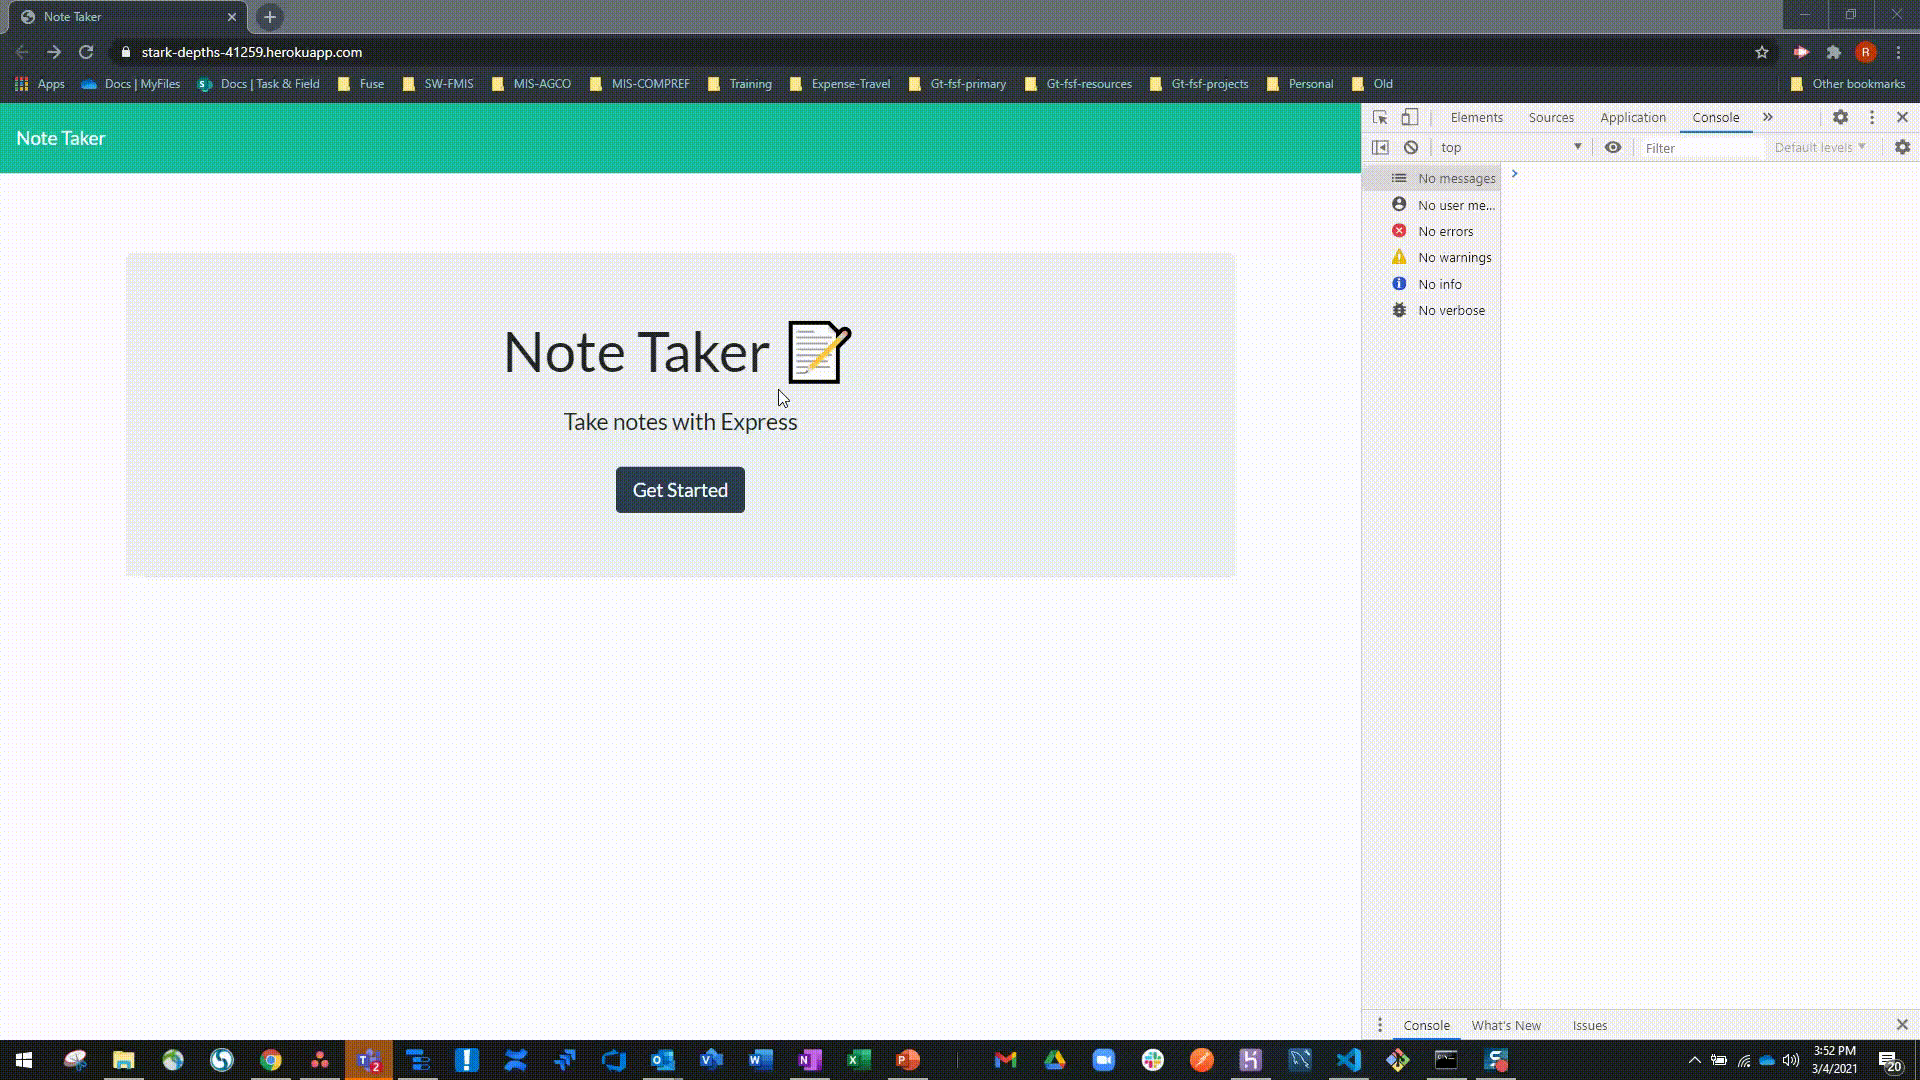 Note Taker
stark-depths-41259.herokuapp.com
R
Apps Docs | MyFiles Docs | Task & Field Fuse SW-FMIS MIS-AGCO MIS-COMPREF Training Expense-Travel Gt-fsf-primary Gt-fsf-resources Gt-fsf-projects Personal Old Other bookmarks
Note Taker
Elements Sources Application Console
top Filter Default levels
No messages
No user me...
No errors
No warnings
No info
No verbose
Note Taker
Take notes with Express
Get Started
Console What's New Issues
3:52 PM
3/4/2021
2
20